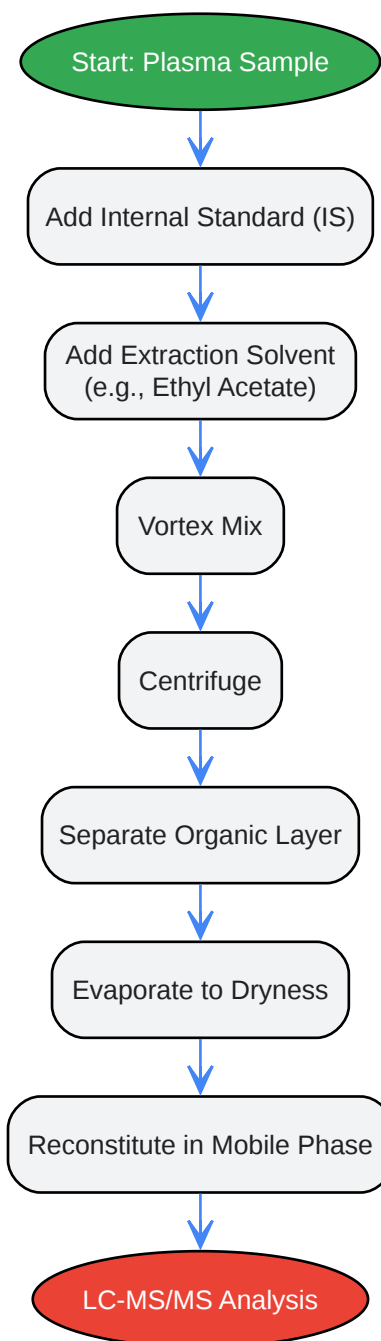 Start: Plasma Sample
Add Internal Standard (IS)
Add Extraction Solvent
(e.g., Ethyl Acetate)
Vortex Mix
Centrifuge
Separate Organic Layer
Evaporate to Dryness
Reconstitute in Mobile Phase
LC-MS/MS Analysis